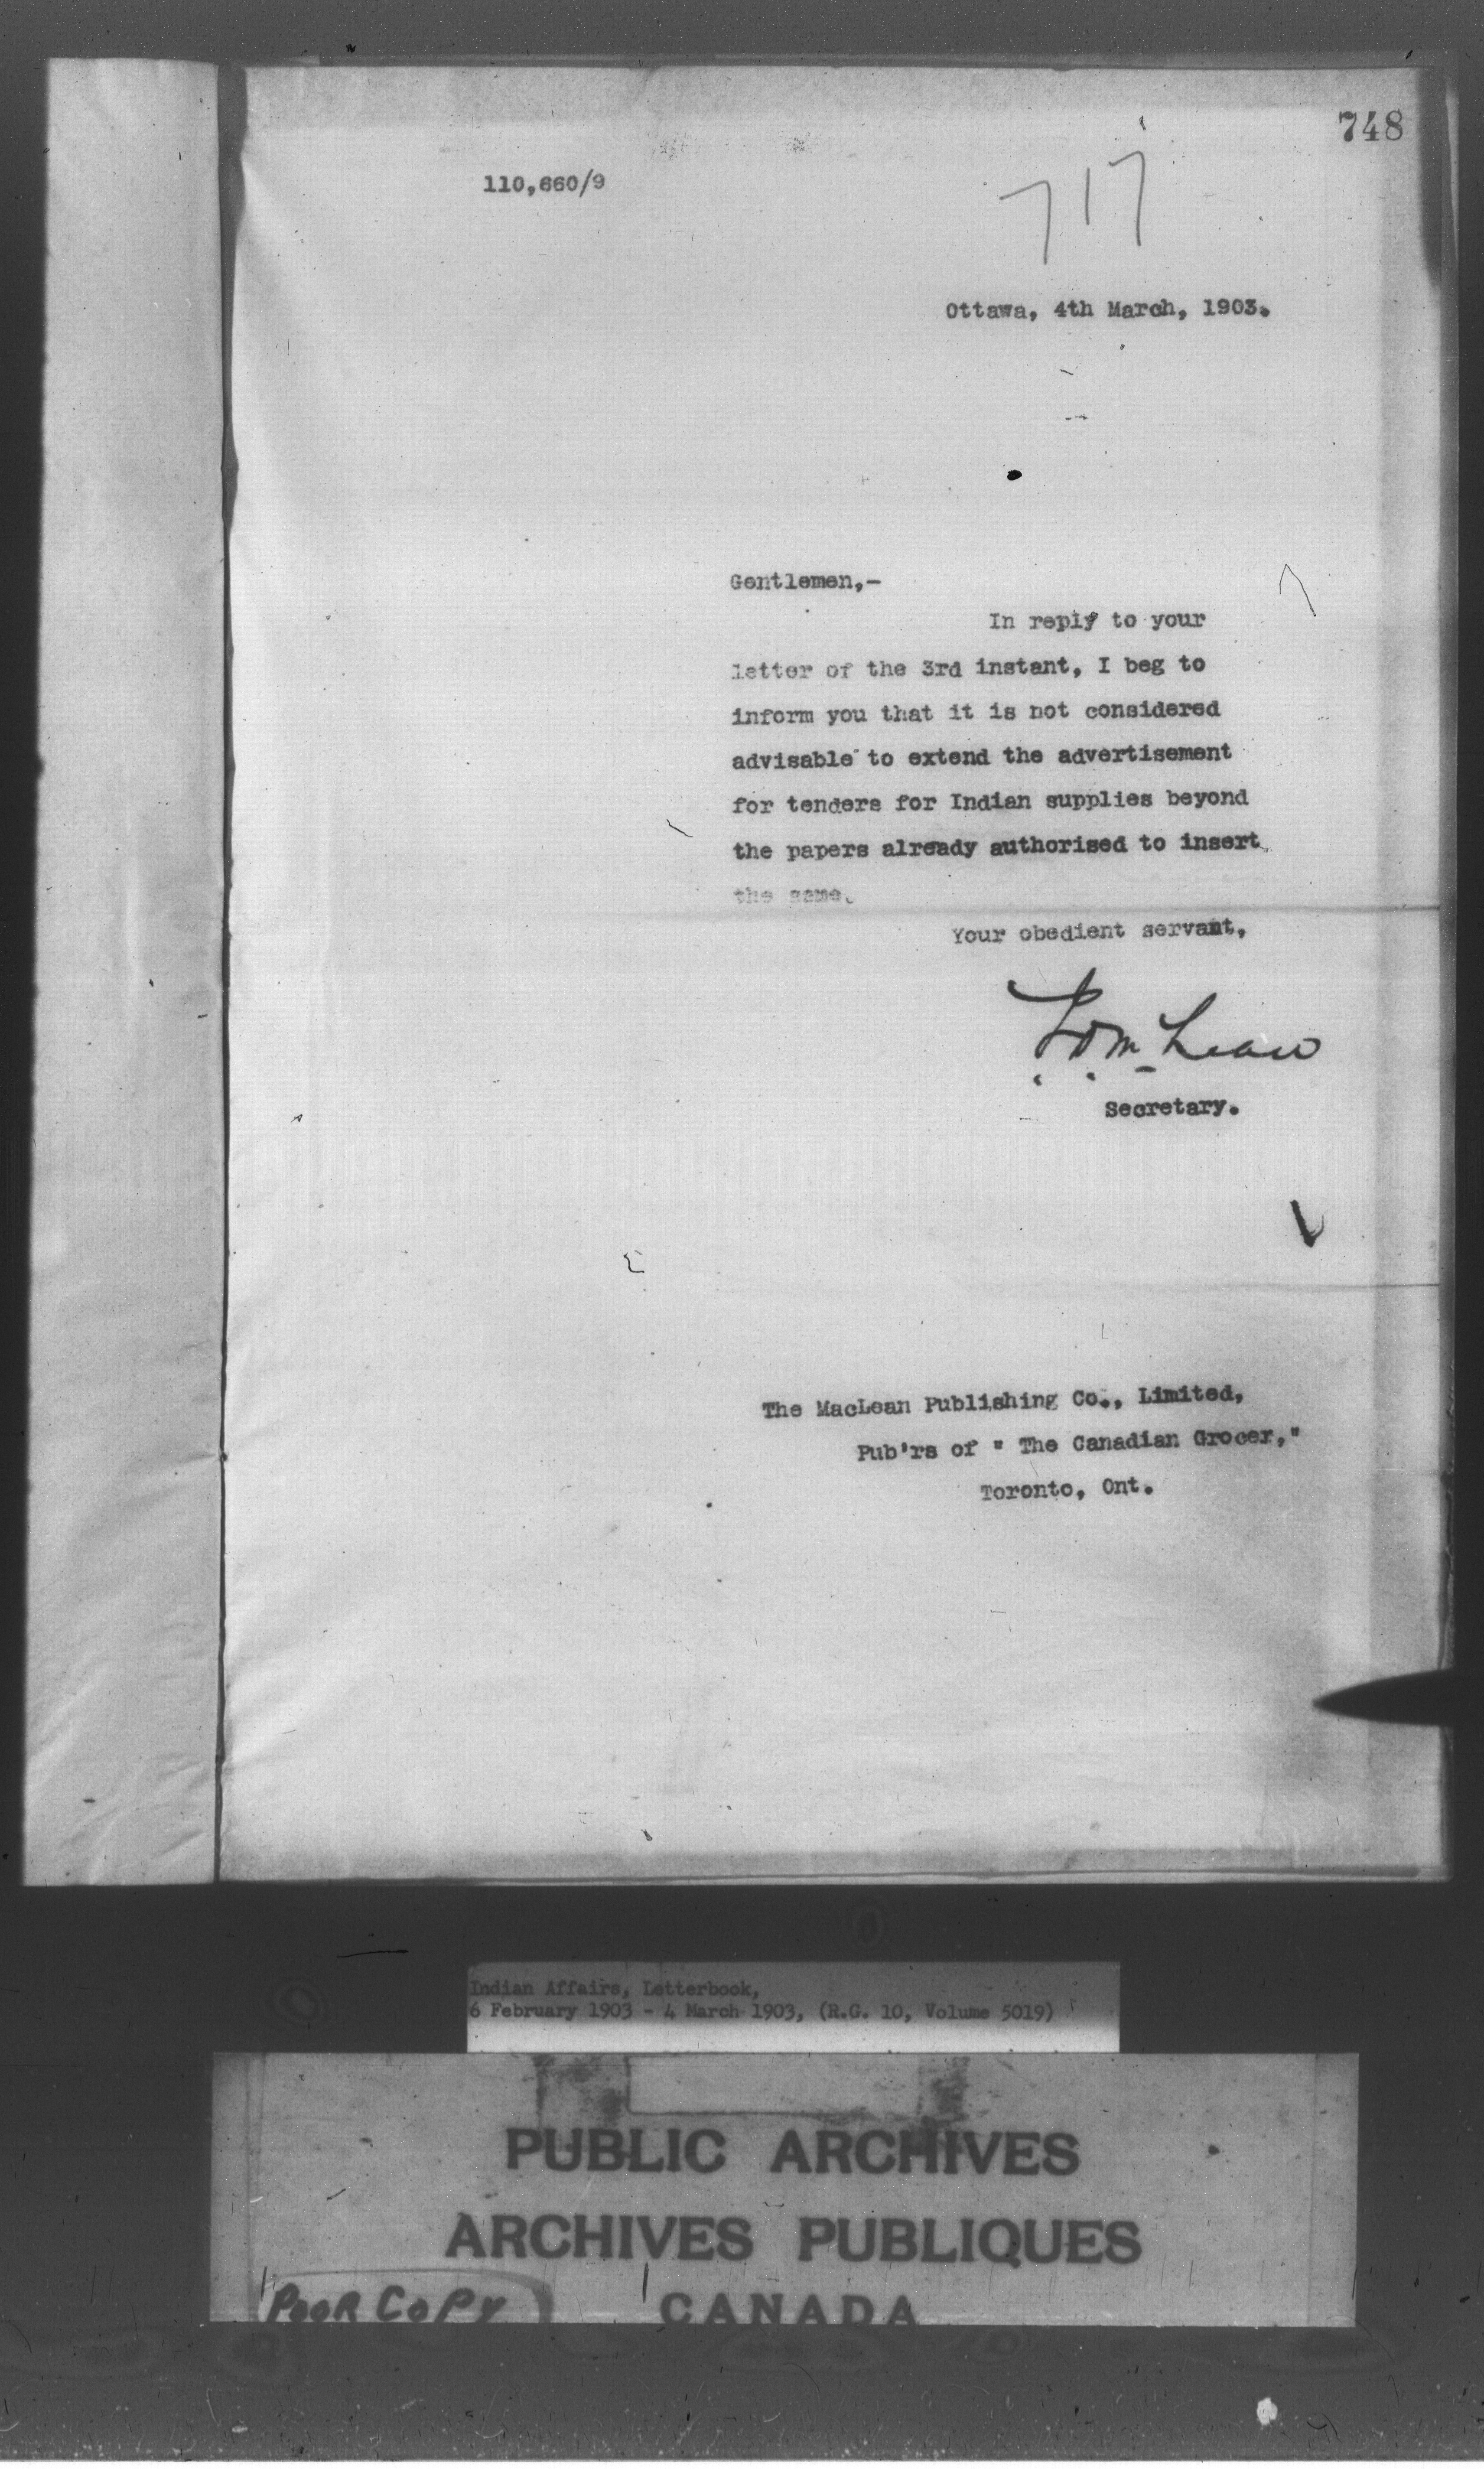 748
110,660/9
717
Ottawa, 4th March, 1903.
Gentlemen,-
In reply to your
letter of the 3rd instant, I beg to
inform you that it is not considered
advisable to extend the advertisement
for tenders for Indian supplies beyond
the papers already authorised to insert
the same.
Your obedient servant,
Secretary.
The MacLean Publishing Co., Limited,
Pub'rs of " The Canadian Grocer,"
Toronto, Ont.
Indian Affairs, Letterbook,
6 February 1903 - 4 March 1903, (R.G. 10, Volume 5019)
PUBLIC ARCHIVES
ARCHIVES PUBLIQUES
CANADA
POOR COPY